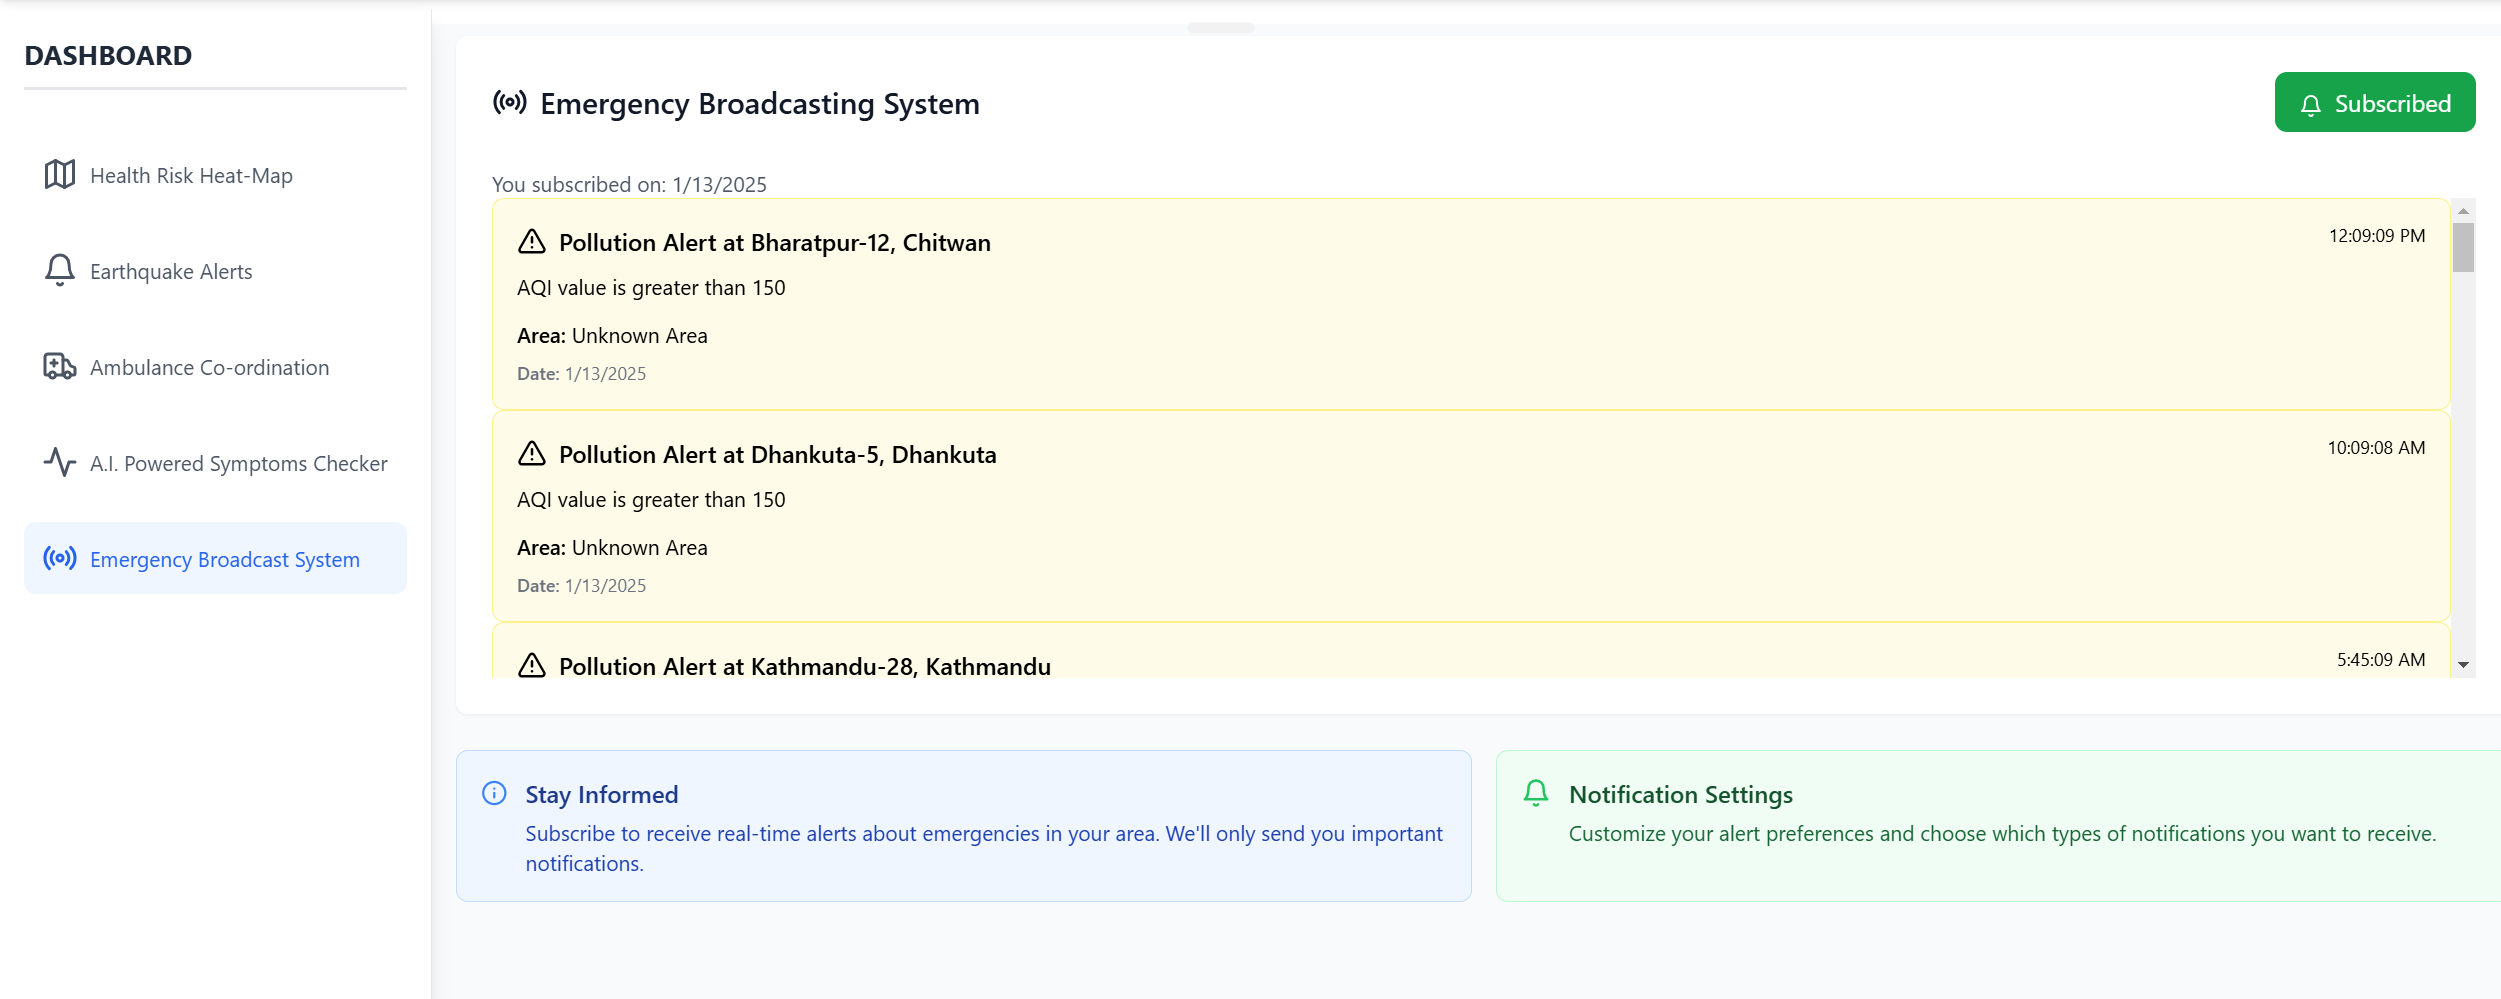 DASHBOARD
Health Risk Heat-Map
Earthquake Alerts
Ambulance Co-ordination
A.I. Powered Symptoms Checker
Emergency Broadcast System
Emergency Broadcasting System
Subscribed
You subscribed on: 1/13/2025
Pollution Alert at Bharatpur-12, Chitwan
12:09:09 PM
AQI value is greater than 150
Area: Unknown Area
Date: 1/13/2025
Pollution Alert at Dhankuta-5, Dhankuta
10:09:08 AM
AQI value is greater than 150
Area: Unknown Area
Date: 1/13/2025
Pollution Alert at Kathmandu-28, Kathmandu
5:45:09 AM
Stay Informed
Subscribe to receive real-time alerts about emergencies in your area. We'll only send you important
notifications.
Notification Settings
Customize your alert preferences and choose which types of notifications you want to receive.